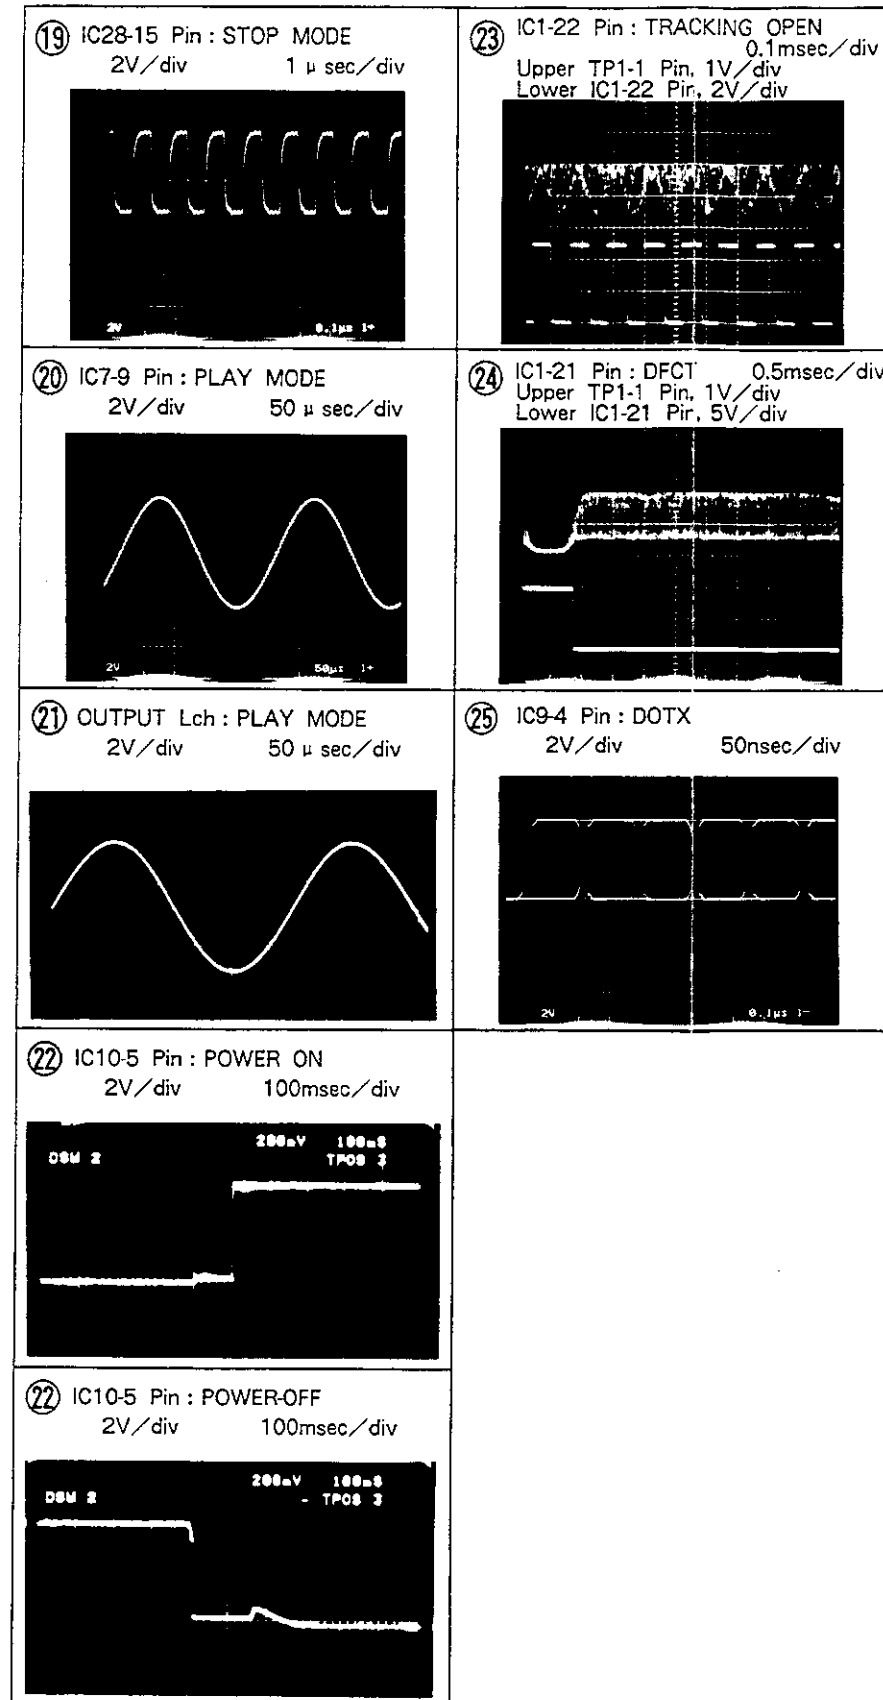 19 IC28-15 Pin : STOP MODE
2V/div 1 μ sec/div
2V 0.1μs 1+
20 IC7-9 Pin : PLAY MODE
2V/div 50 μ sec/div
2V 50μs 1+
21 OUTPUT Lch : PLAY MODE
2V/div 50 μ sec/div
22 IC10-5 Pin : POWER ON
2V/div 100msec/div
200mV 100mS
DSW 2 TPOS 3
22 IC10-5 Pin : POWER-OFF
2V/div 100msec/div
200mV 100mS
DSW 2 - TPOS 3
23 IC1-22 Pin : TRACKING OPEN
0.1msec/div
Upper TP1-1 Pin, 1V/div
Lower IC1-22 Pin, 2V/div
24 IC1-21 Pin : DFCT 0.5msec/div
Upper TP1-1 Pin, 1V/div
Lower IC1-21 Pin, 5V/div
25 IC9-4 Pin : DOTX
2V/div 50nsec/div
2V 0.1μs 1-